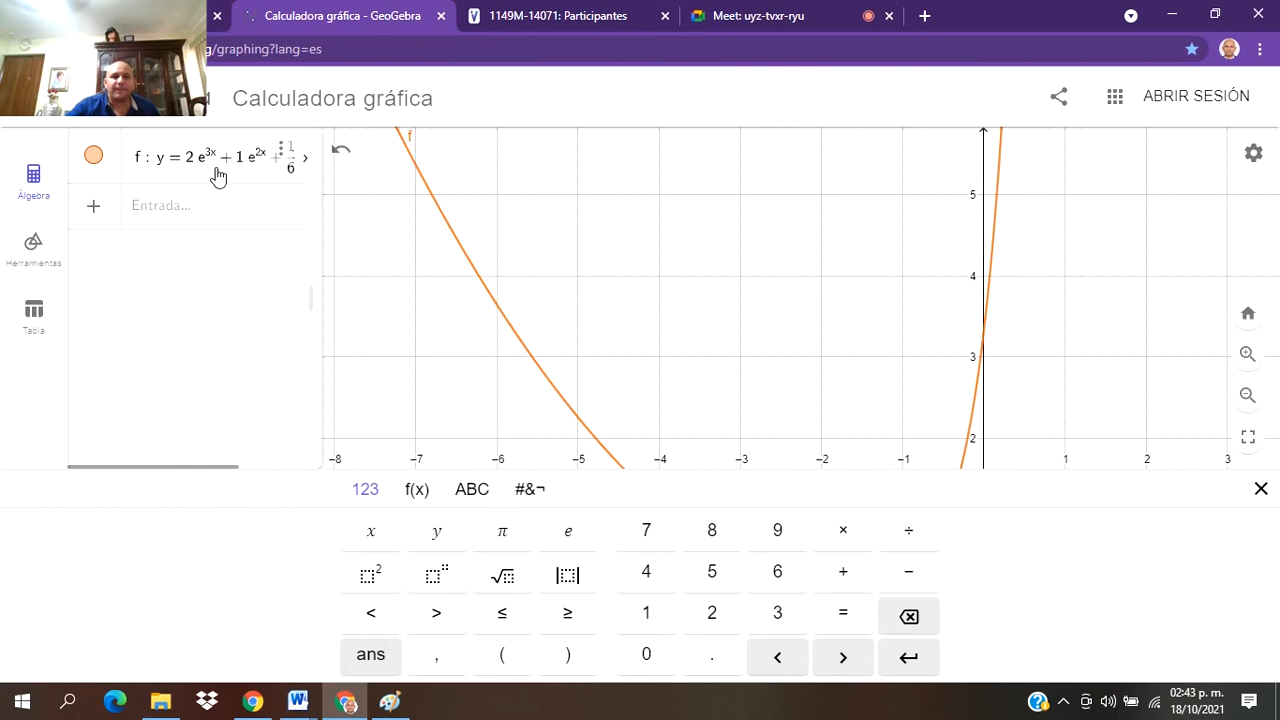 Calculadora gráfica - GeoGebra × 1149M-14071: Participantes × Meet: uyz-tvxr-ryu × +
g/graphing?lang=es
Calculadora gráfica
ABRIR SESIÓN
f : y = 2 e^3x + 1 e^2x + 1/6 x
Álgebra
+ Entrada...
Herramientas
Tabla
f
5
4
3
2
-8 -7 -6 -5 -4 -3 -2 -1 0 1 2 3
123 f(x) ABC #&¬ ×
x y π e 7 8 9 × ÷
□² □^□ √□ |□| 4 5 6 + −
< > ≤ ≥ 1 2 3 =
ans , ( ) 0 . < >
02:43 p. m.
18/10/2021